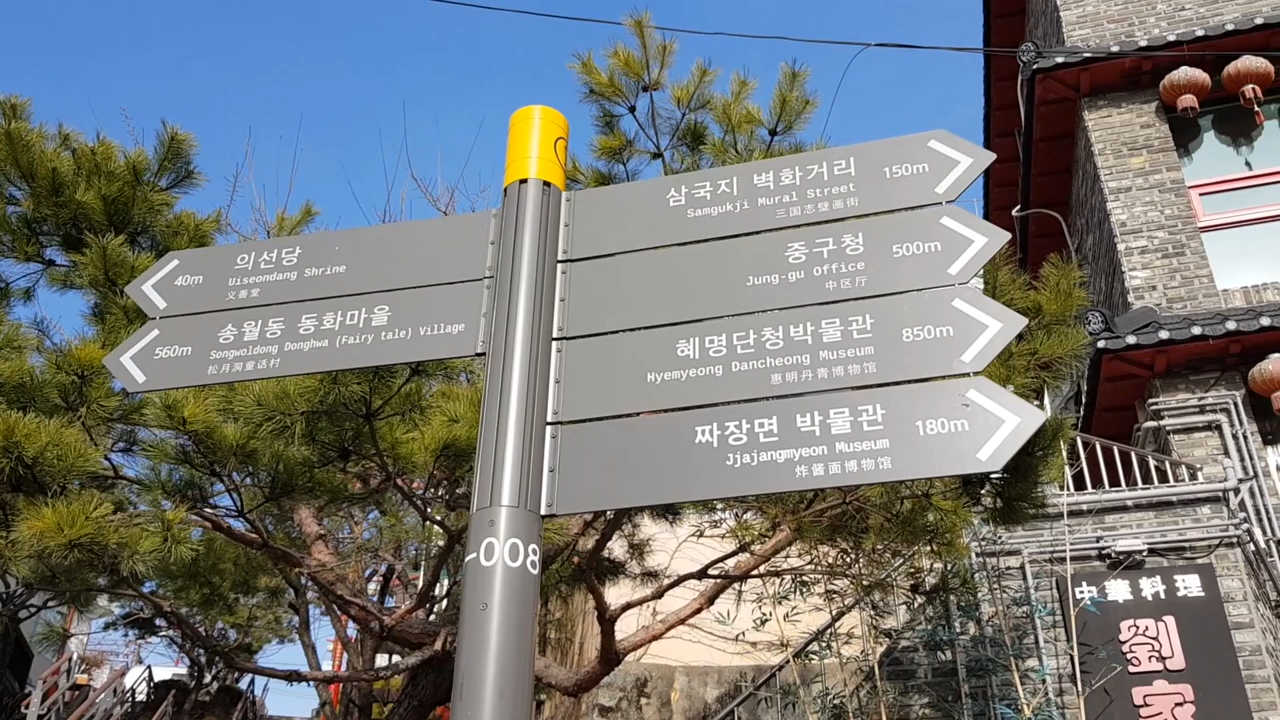 의선당
40m
Uiseondang Shrine
义善堂
송월동 동화마을
560m
Songwoldong Donghwa (Fairy tale) Village
松月洞童话村
삼국지 벽화거리
150m
Samgukji Mural Street
三国志壁画街
중구청
500m
Jung-gu Office
中区厅
혜명단청박물관
850m
Hyemyeong Dancheong Museum
惠明丹青博物馆
짜장면 박물관
180m
Jjajangmyeon Museum
炸酱面博物馆
-008
中華料理
劉
家